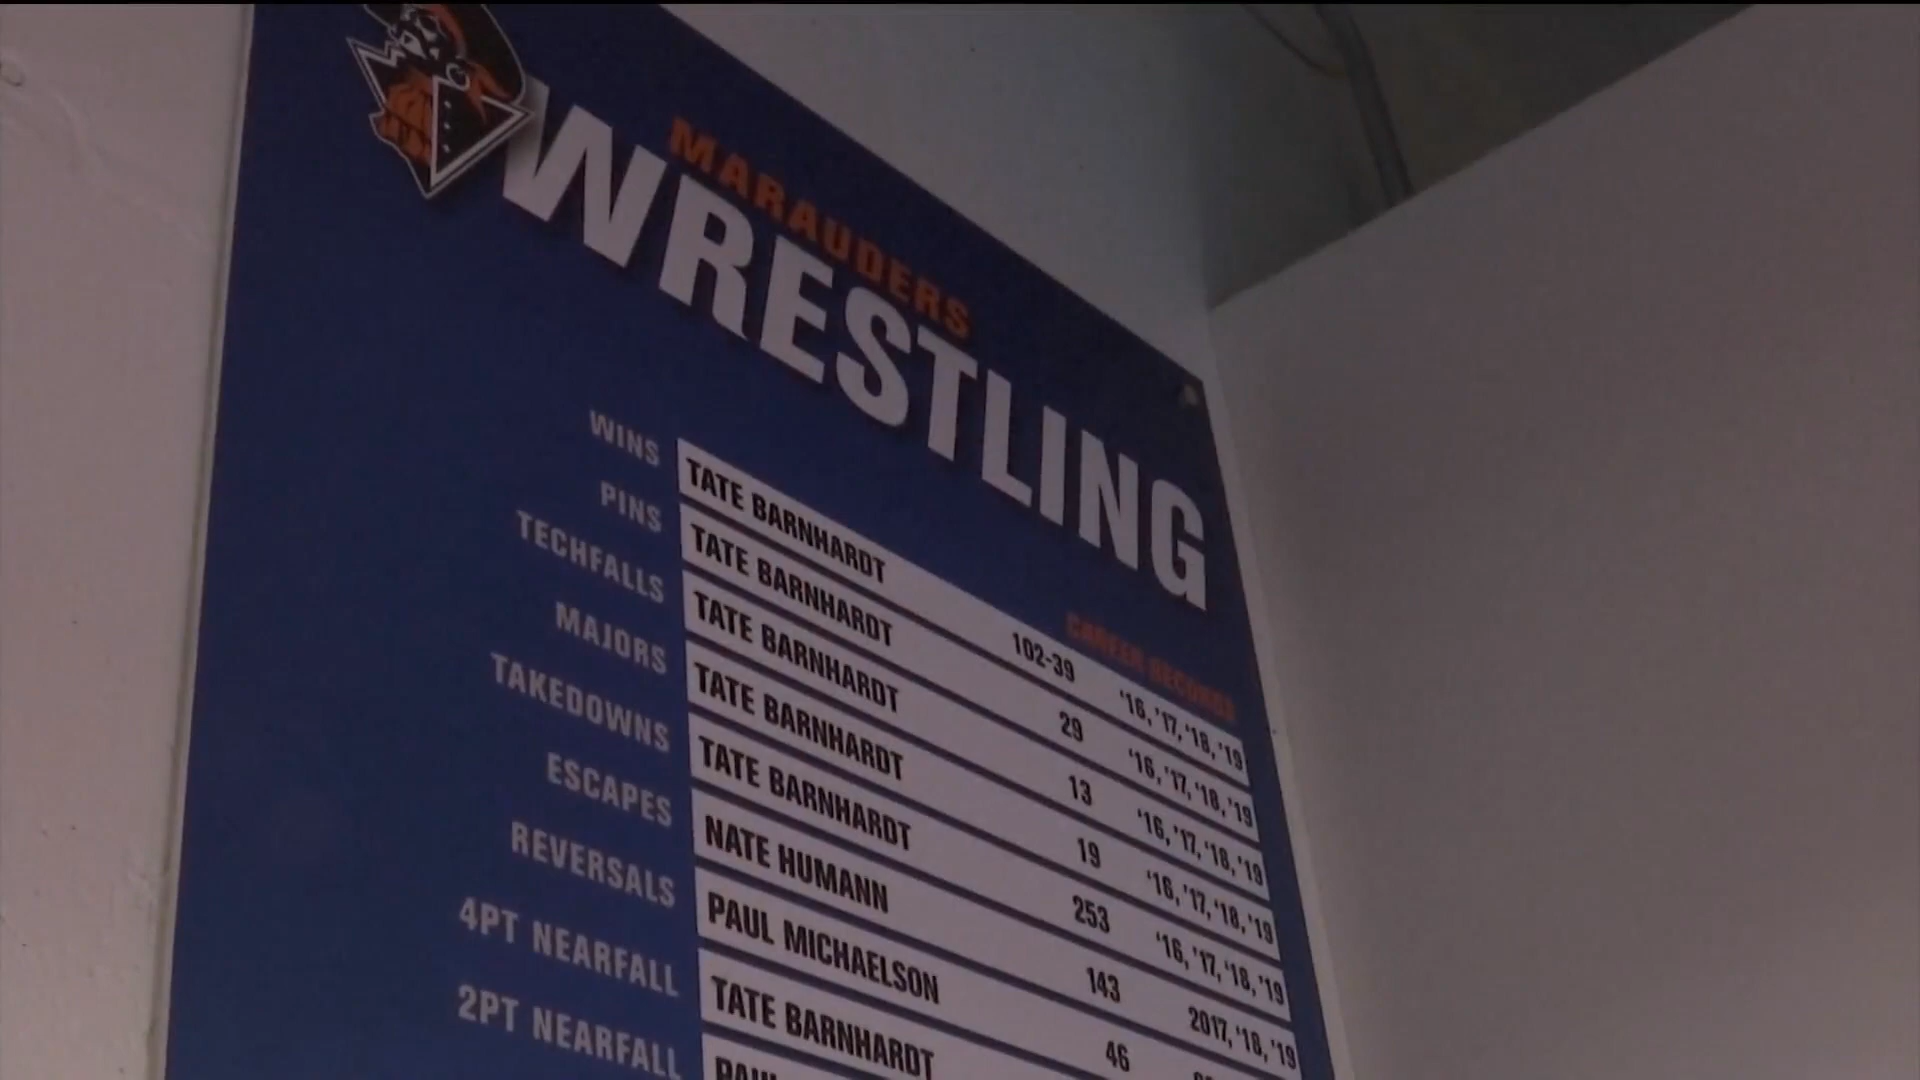 MARAUDERS
WRESTLING
CAREER RECORDS
WINS TATE BARNHARDT 102-39 '16,'17,'18,'19
PINS TATE BARNHARDT 29 '16,'17,'18,'19
TECHFALLS TATE BARNHARDT 13 '16,'17,'18,'19
MAJORS TATE BARNHARDT 19 '16,'17,'18,'19
TAKEDOWNS TATE BARNHARDT 253 '16,'17,'18,'19
ESCAPES NATE HUMANN 143 2017,'18,'19
REVERSALS PAUL MICHAELSON 46
4PT NEARFALL TATE BARNHARDT
2PT NEARFALL PAUL